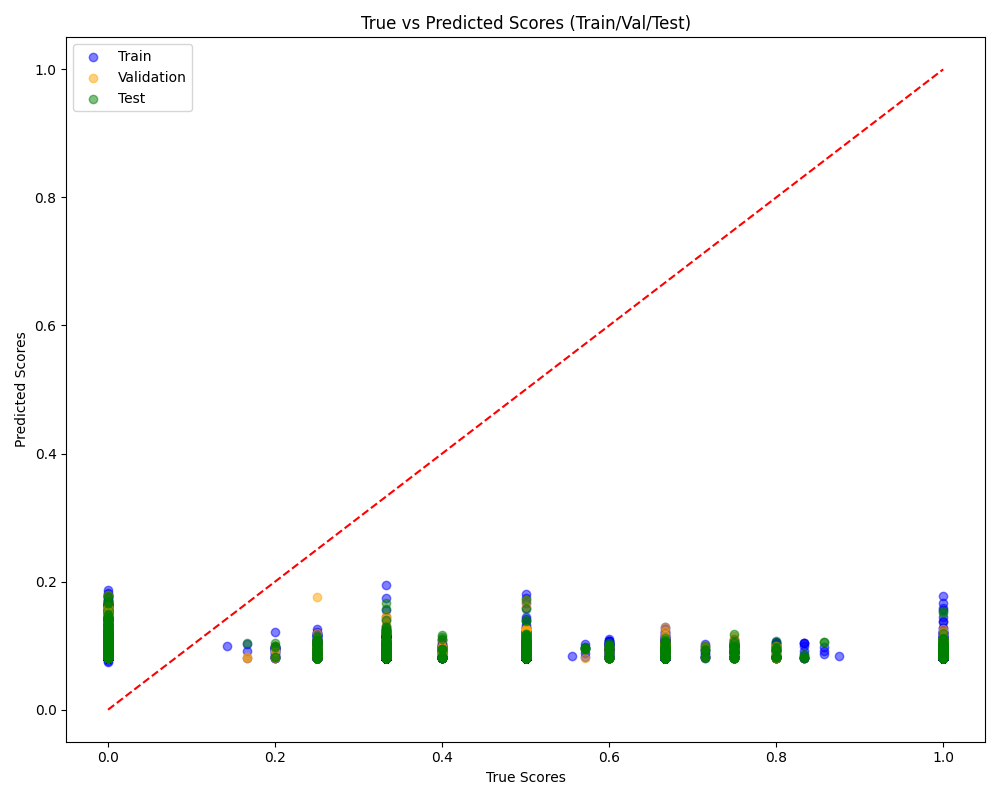 True vs Predicted Scores (Train/Val/Test)
Train
Validation
Test
1.0
0.8
0.6
0.4
0.2
0.0
Predicted Scores
0.0 0.2 0.4 0.6 0.8 1.0
True Scores